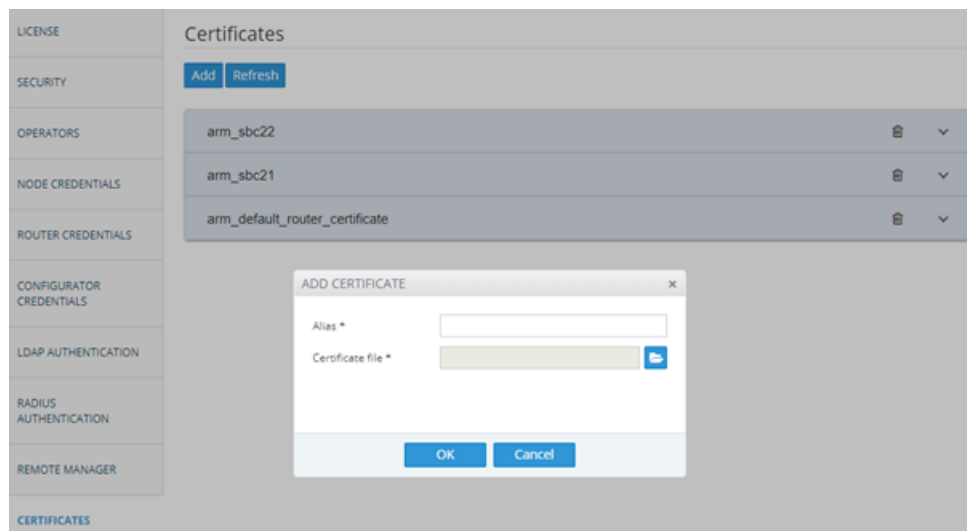 LICENSE
SECURITY
OPERATORS
NODE CREDENTIALS
ROUTER CREDENTIALS
CONFIGURATOR
CREDENTIALS
LDAP AUTHENTICATION
RADIUS
AUTHENTICATION
REMOTE MANAGER
CERTIFICATES
Certificates
Add Refresh
arm_sbc22
arm_sbc21
arm_default_router_certificate
ADD CERTIFICATE
Alias *
Certificate file *
OK Cancel